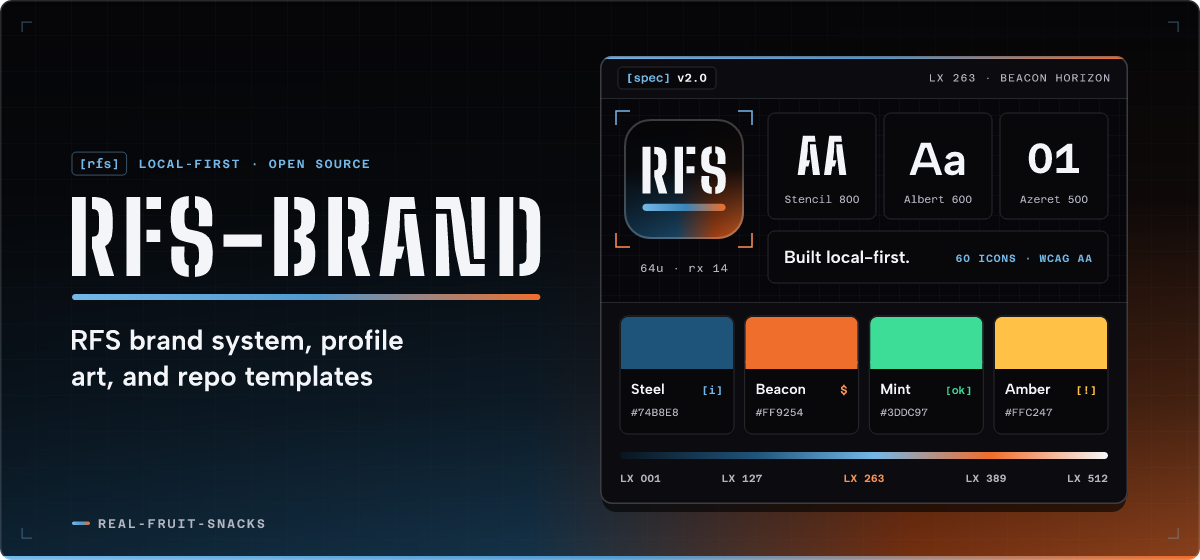 [rfs] LOCAL-FIRST · OPEN SOURCE
RFS-BRAND
RFS brand system, profile
art, and repo templates
REAL-FRUIT-SNACKS
[spec] v2.0
LX 263 · BEACON HORIZON
RFS
64u · rx 14
AA
Stencil 800
Aa
Albert 600
01
Azeret 500
Built local-first.
60 ICONS · WCAG AA
Steel [i]
#74B8E8
Beacon $
#FF9254
Mint [ok]
#3DDC97
Amber [!]
#FFC247
LX 001 LX 127 LX 263 LX 389 LX 512